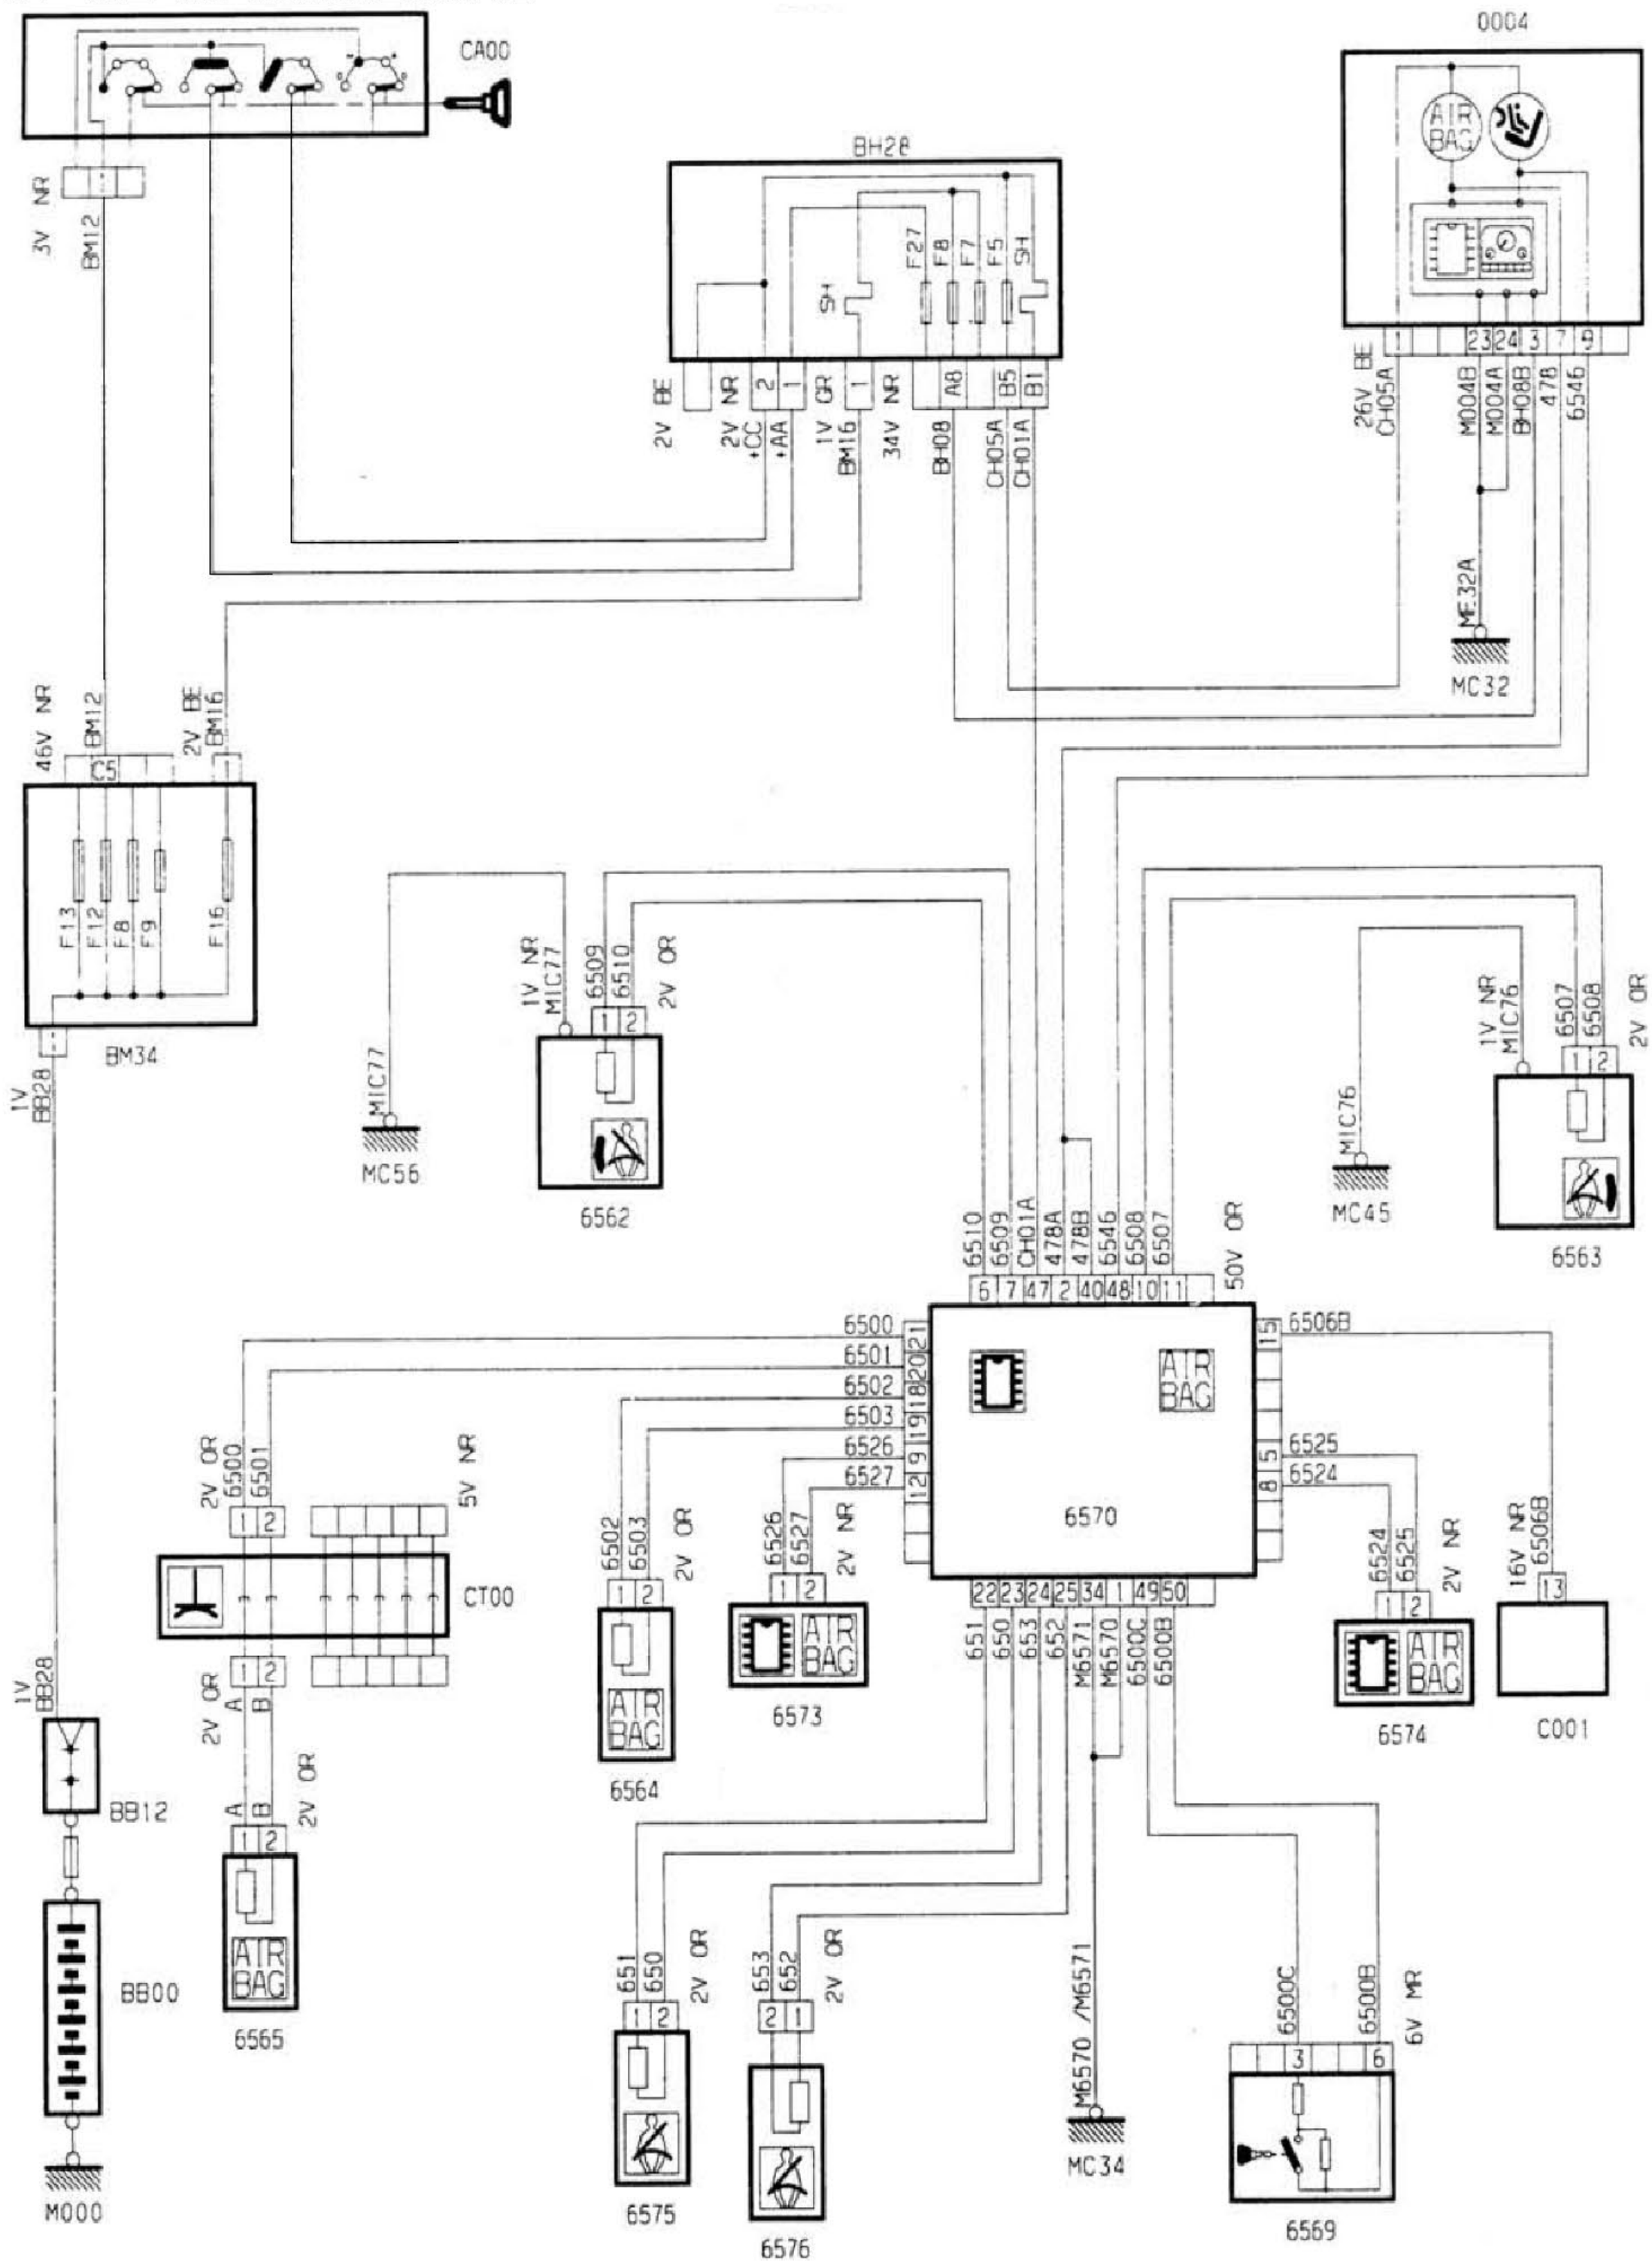 CA00
3V NR
BM12
BH28
F27
F8
F7
F5
SH
SH
2V BE
2V NR
+CC
2
+AA
1
1V GR
BM16
1
34V NR
BH08
A8
CH05A
B5
CH01A
B1
0004
AIR
BAG
26V BE
CH05A
1
23
24
3
7
9
M004B
M004A
BH08B
478
6546
ME32A
MC32
46V NR
BM12
C5
2V BE
BM16
F13
F12
F8
F9
F16
BM34
1V
BB28
MIC77
MC56
1V NR
MIC77
6509
6510
2V OR
1
2
6562
MIC76
MC45
1V NR
MIC76
6507
6508
2V OR
1
2
6563
6510
6509
CH01A
478A
478B
6546
6508
6507
50V OR
6
7
47
2
40
48
10
11
6500
21
6501
20
6502
18
6503
19
6526
9
6527
12
AIR
BAG
6570
15
6506B
5
6525
8
6524
2V OR
6500
6501
1
2
5V NR
CT00
1
2
2V OR
A
B
A
B
2V OR
1
2
AIR
BAG
6565
6502
6503
2V OR
1
2
AIR
BAG
6564
6526
6527
2V NR
1
2
AIR
BAG
6573
6524
6525
2V NR
1
2
AIR
BAG
6574
16V NR
6506B
13
C001
22
23
24
25
34
1
49
50
651
650
653
652
M6571
M6570
6500C
6500B
1V
BB28
BB12
BB00
M000
651
650
2V OR
1
2
6575
653
652
2V OR
2
1
6576
M6570 /M6571
MC34
6500C
6500B
6V MR
3
6
6569